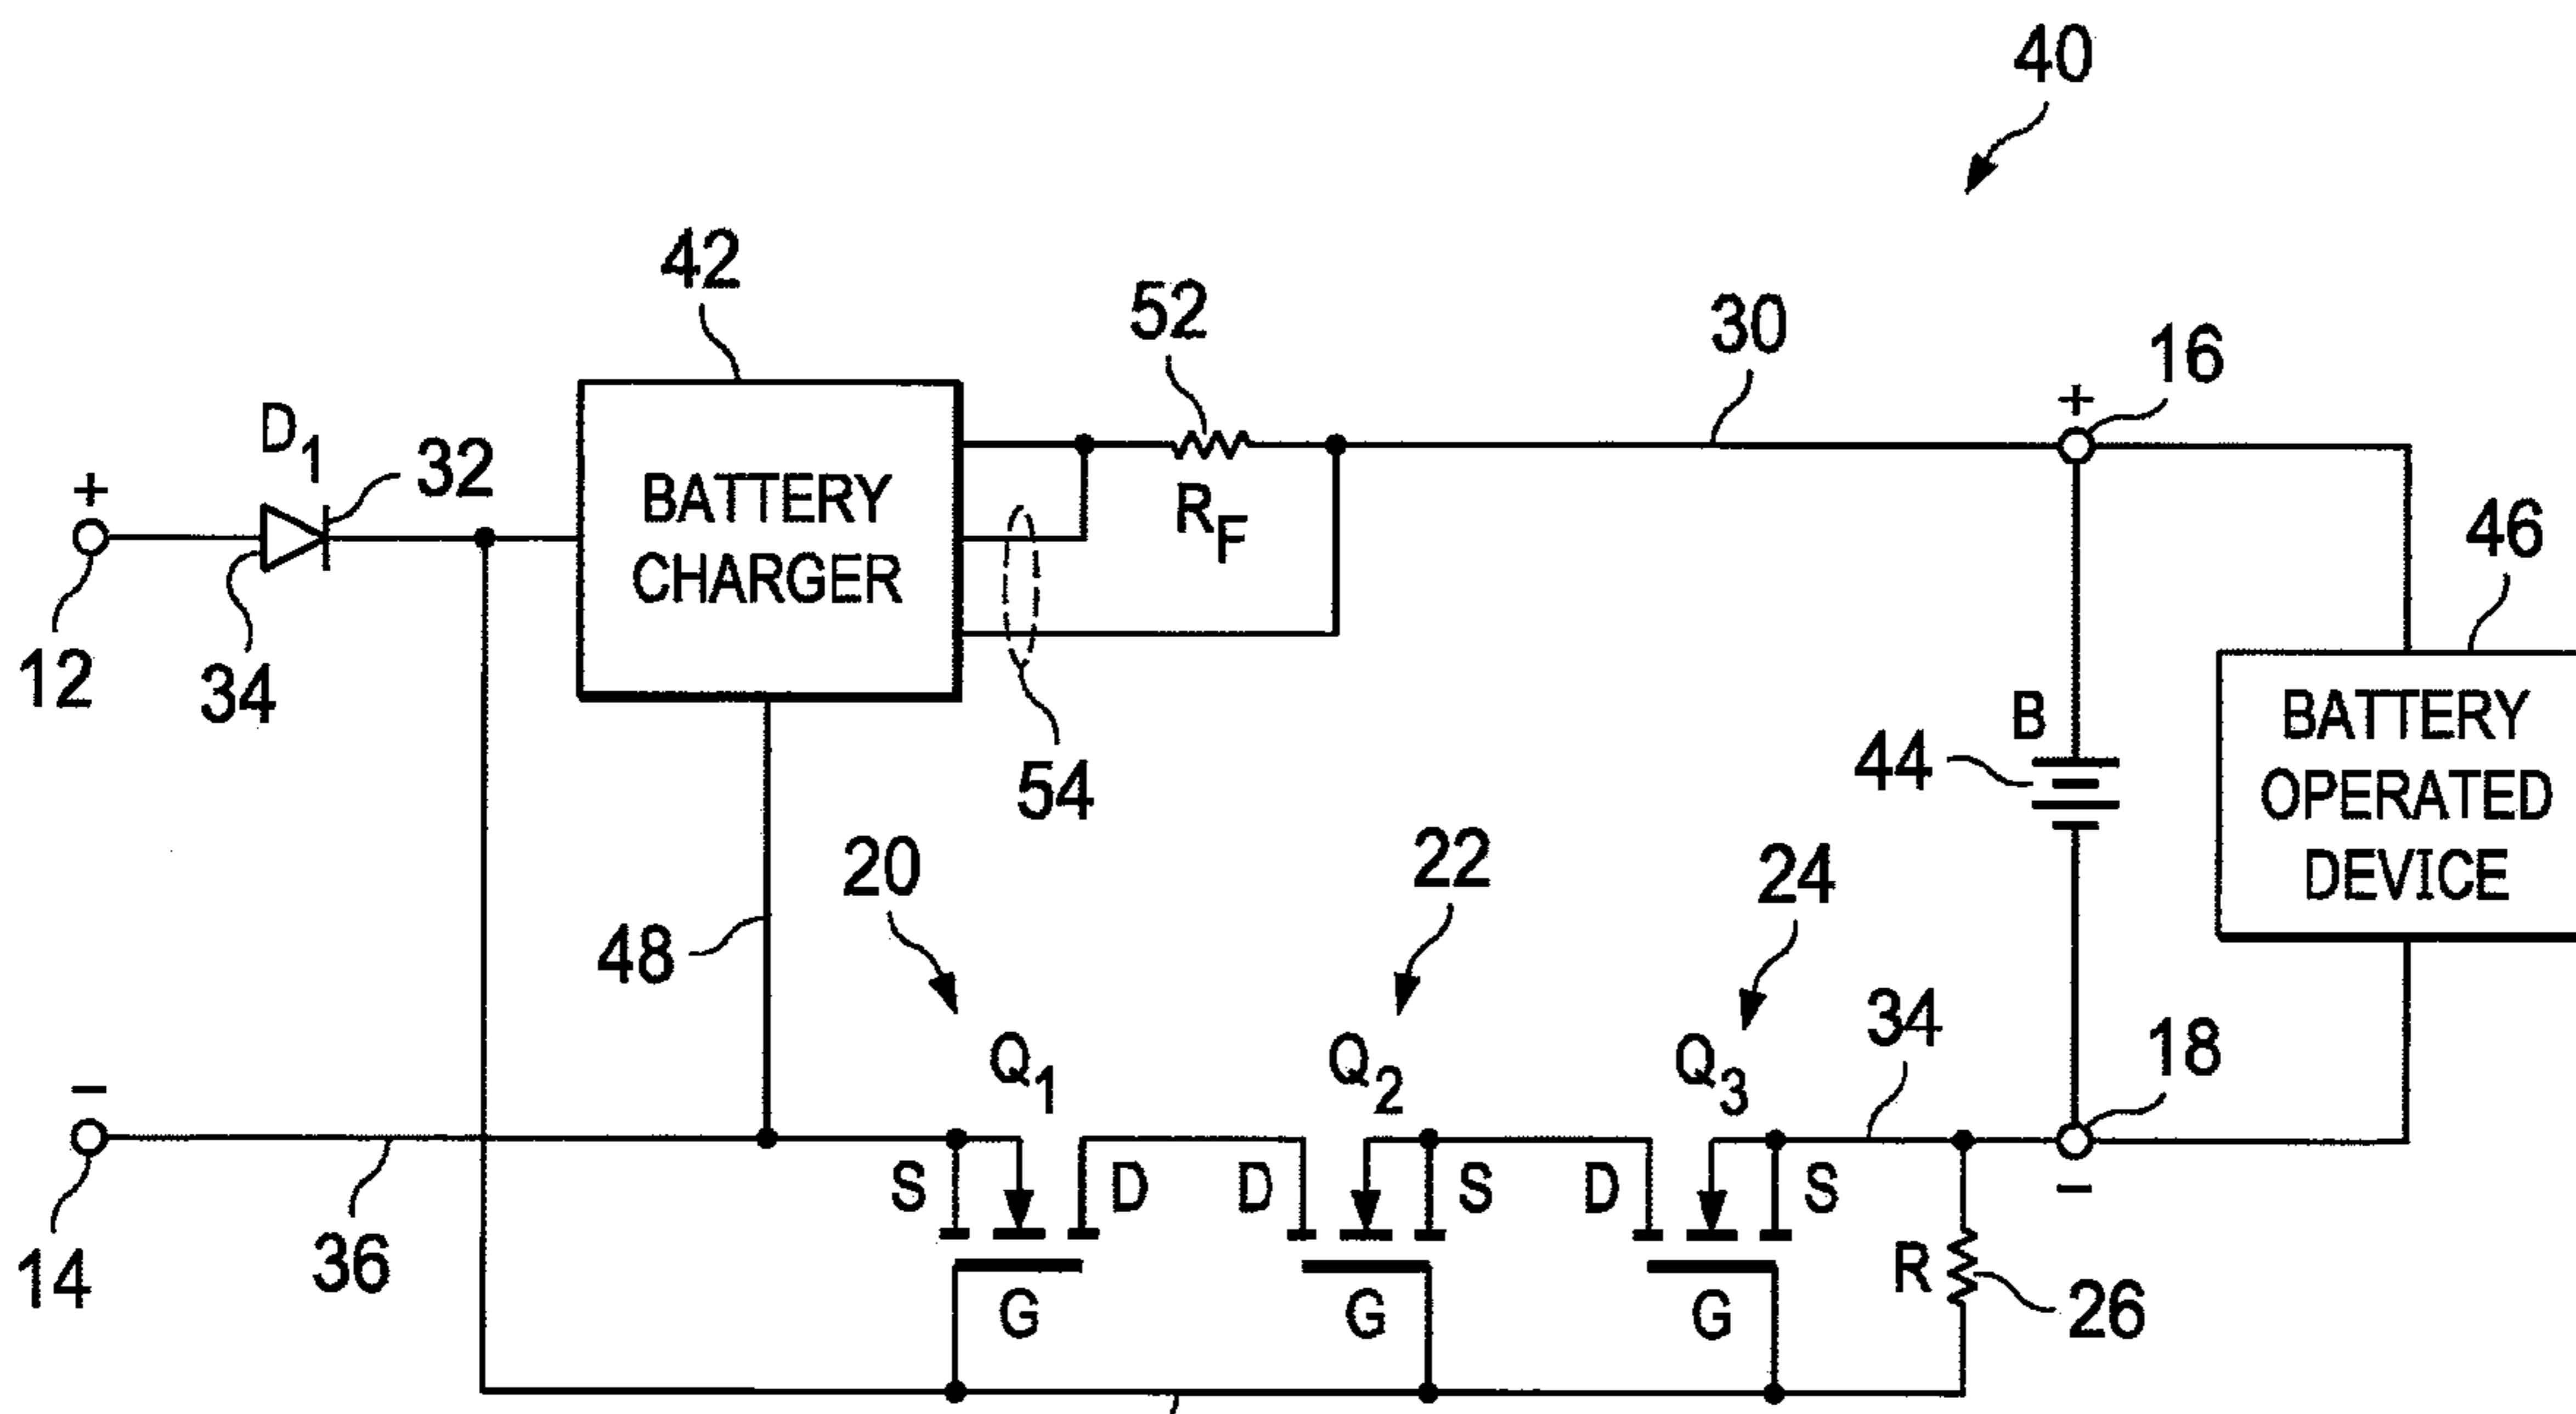 40
42
52
30
16
+
D1
32
+
12
34
BATTERY
CHARGER
RF
54
46
B
44
BATTERY
OPERATED
DEVICE
20
22
24
48
Q1
Q2
Q3
34
18
−
14
36
S
D
D
S
D
S
−
G
G
G
R
26